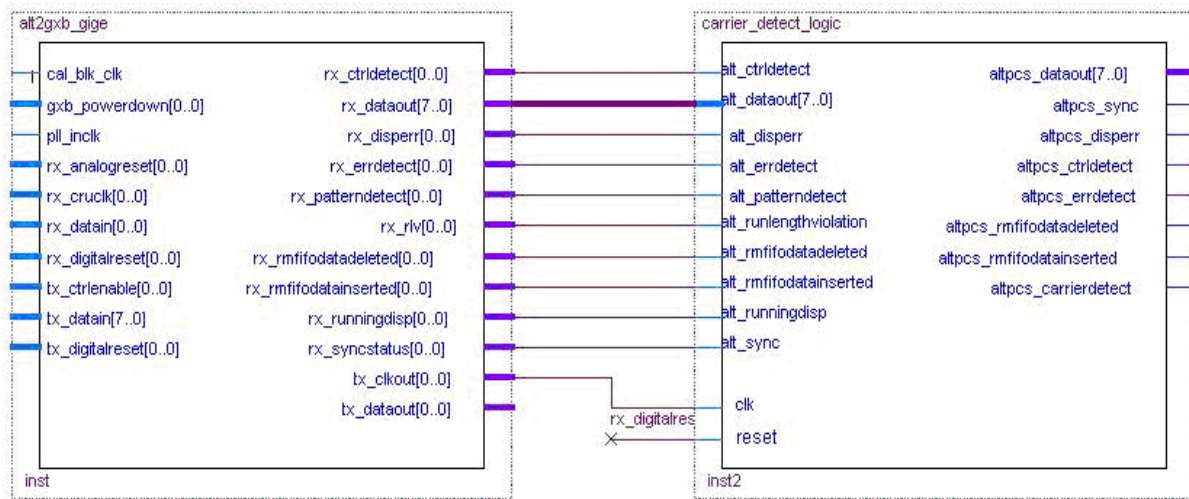 alt2gxb_gige
cal_blk_clk
gxb_powerdown[0..0]
pll_inclk
rx_analogreset[0..0]
rx_cruclk[0..0]
rx_datain[0..0]
rx_digitalreset[0..0]
tx_ctrlenable[0..0]
tx_datain[7..0]
tx_digitalreset[0..0]
rx_ctrldetect[0..0]
rx_dataout[7..0]
rx_disperr[0..0]
rx_errdetect[0..0]
rx_patterndetect[0..0]
rx_rlv[0..0]
rx_rmfifodatadeleted[0..0]
rx_rmfifodatainserted[0..0]
rx_runningdisp[0..0]
rx_syncstatus[0..0]
tx_clkout[0..0]
tx_dataout[0..0]
inst
rx_digitalres
carrier_detect_logic
alt_ctrldetect
alt_dataout[7..0]
alt_disperr
alt_errdetect
alt_patterndetect
alt_runlengthviolation
alt_rmfifodatadeleted
alt_rmfifodatainserted
alt_runningdisp
alt_sync
clk
reset
altpcs_dataout[7..0]
altpcs_sync
altpcs_disperr
altpcs_ctrldetect
altpcs_errdetect
altpcs_rmfifodatadeleted
altpcs_rmfifodatainserted
altpcs_carrierdetect
inst2